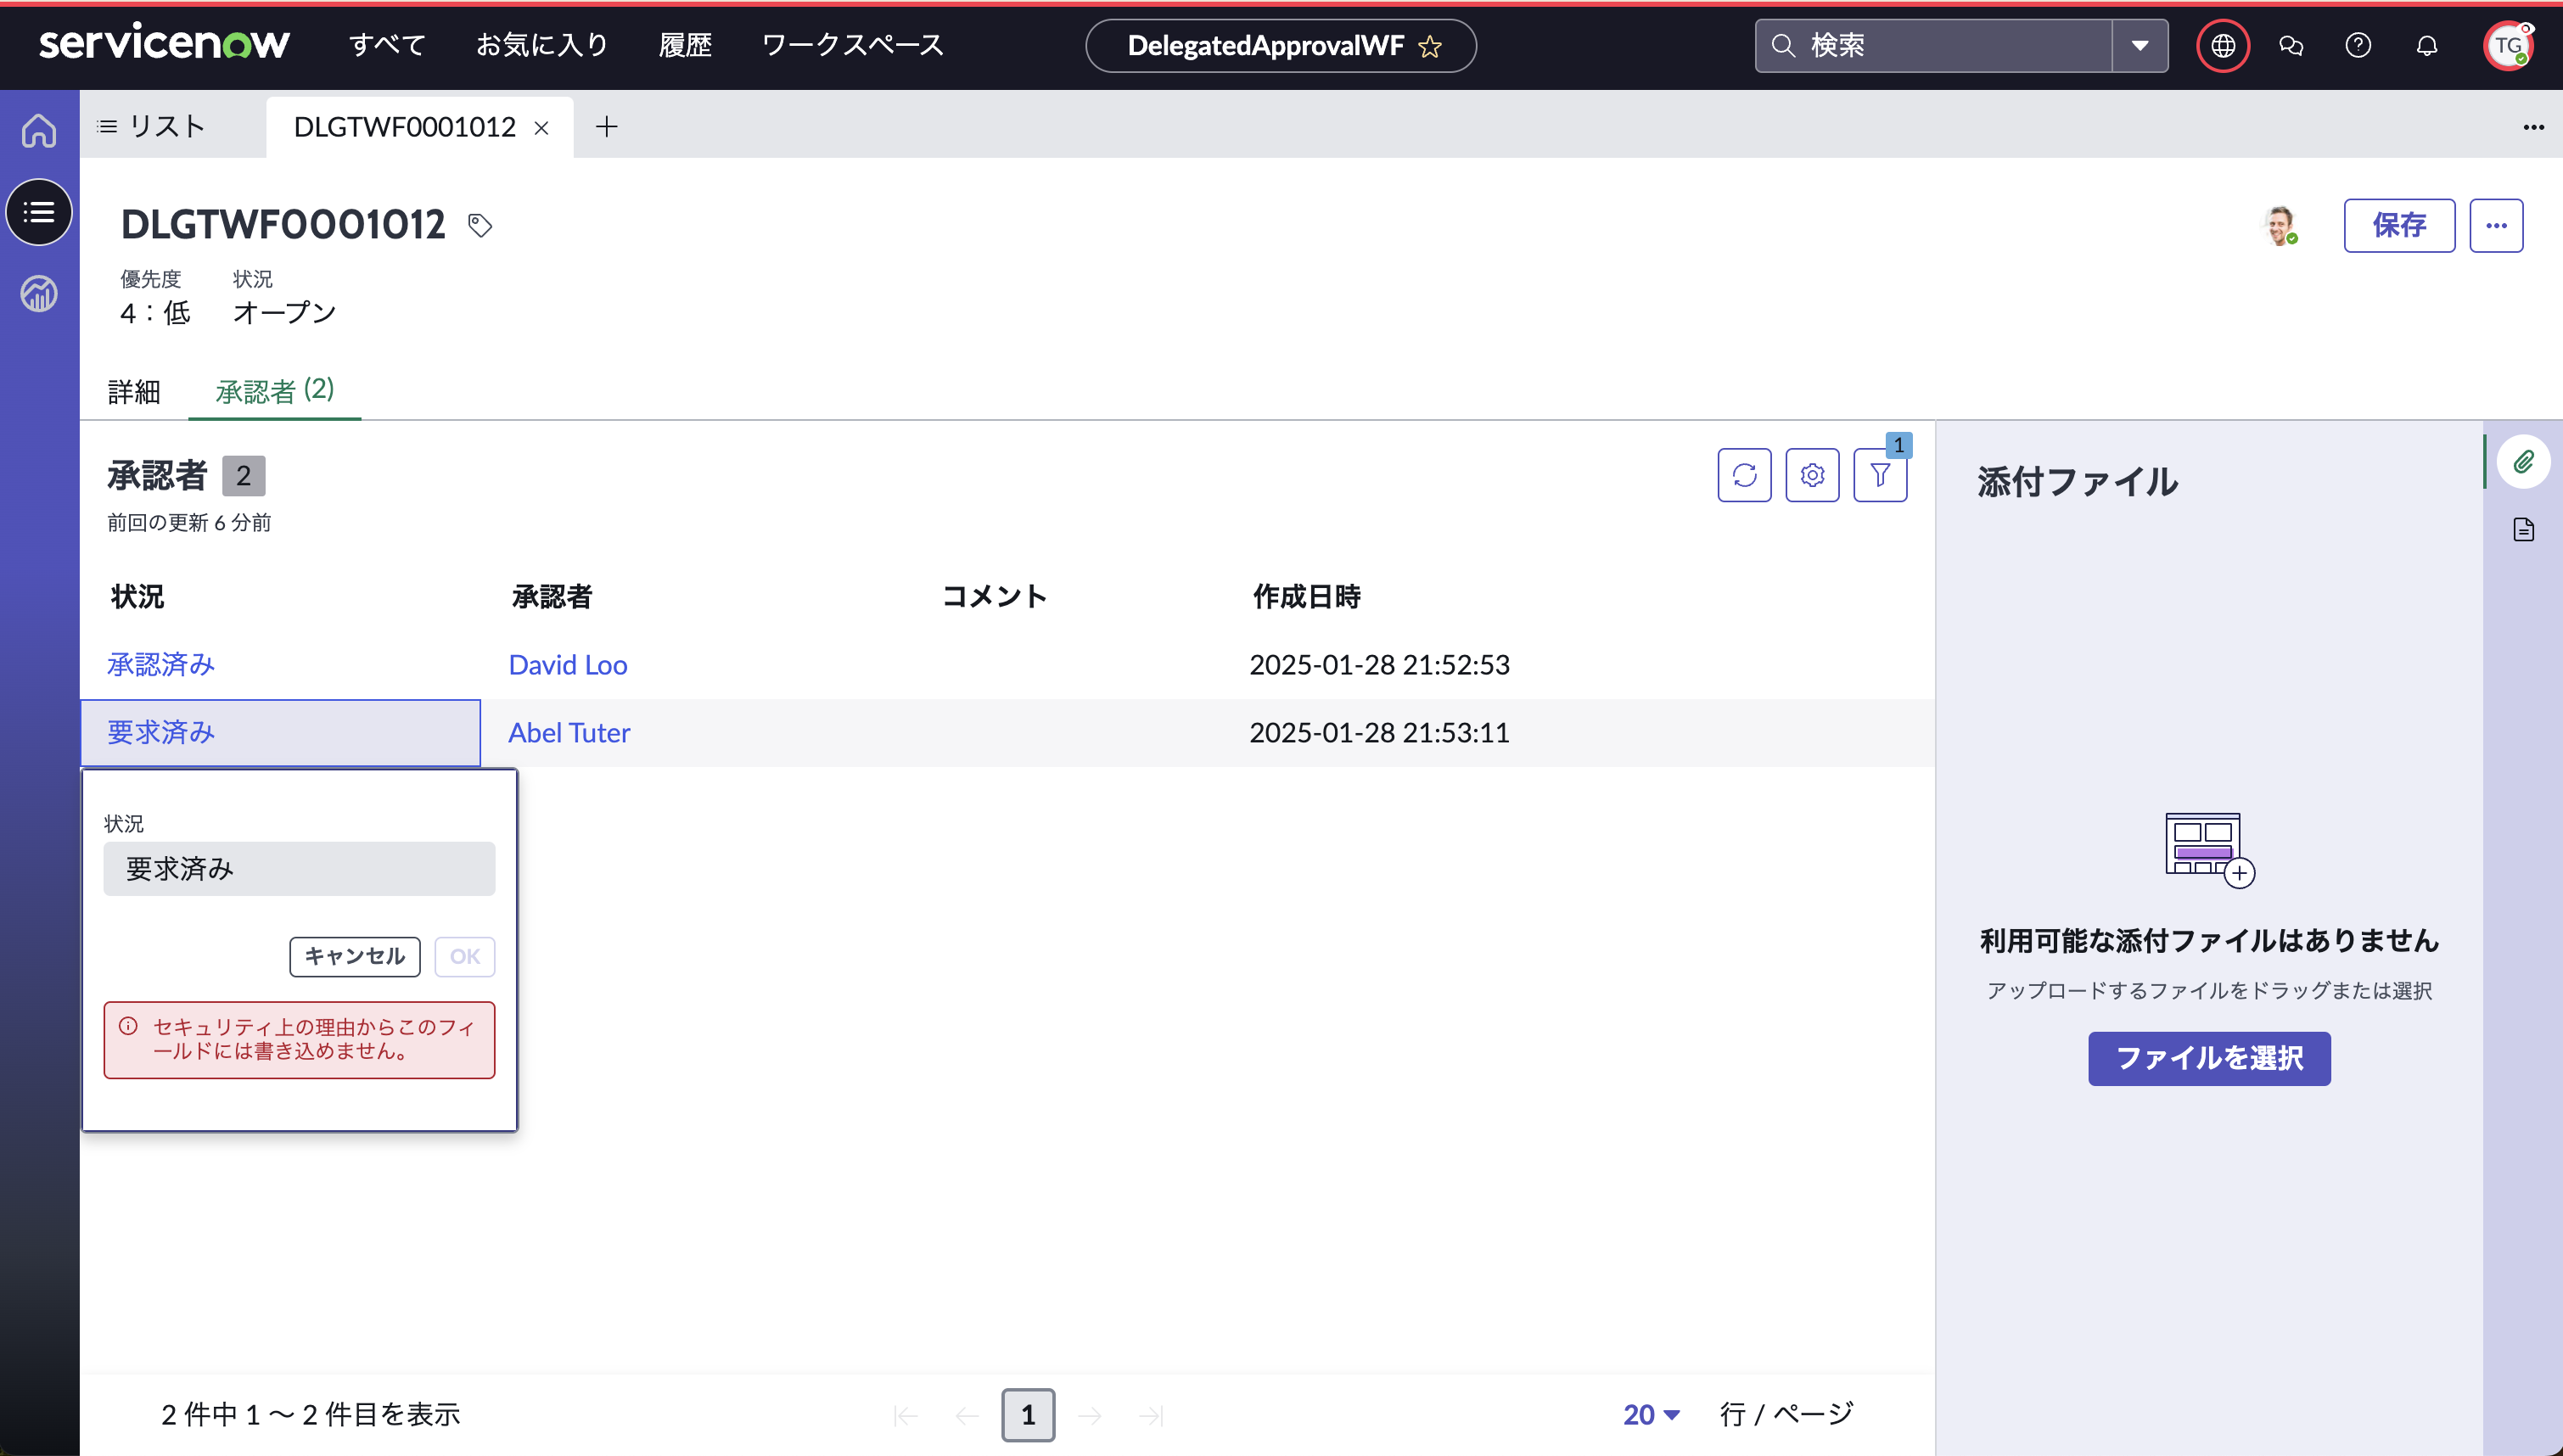 servicenow
すべて
お気に入り
履歴
ワークスペース
DelegatedApprovalWF
検索
TG
リスト
DLGTWF0001012
DLGTWF0001012
保存
優先度
状況
4：低
オープン
詳細
承認者 (2)
承認者 2
1
前回の更新 6 分前
状況
承認者
コメント
作成日時
承認済み
David Loo
2025-01-28 21:52:53
要求済み
Abel Tuter
2025-01-28 21:53:11
状況
要求済み
キャンセル
OK
セキュリティ上の理由からこのフィ
ールドには書き込めません。
添付ファイル
利用可能な添付ファイルはありません
アップロードするファイルをドラッグまたは選択
ファイルを選択
2 件中 1 ～ 2 件目を表示
1
20
行 / ページ